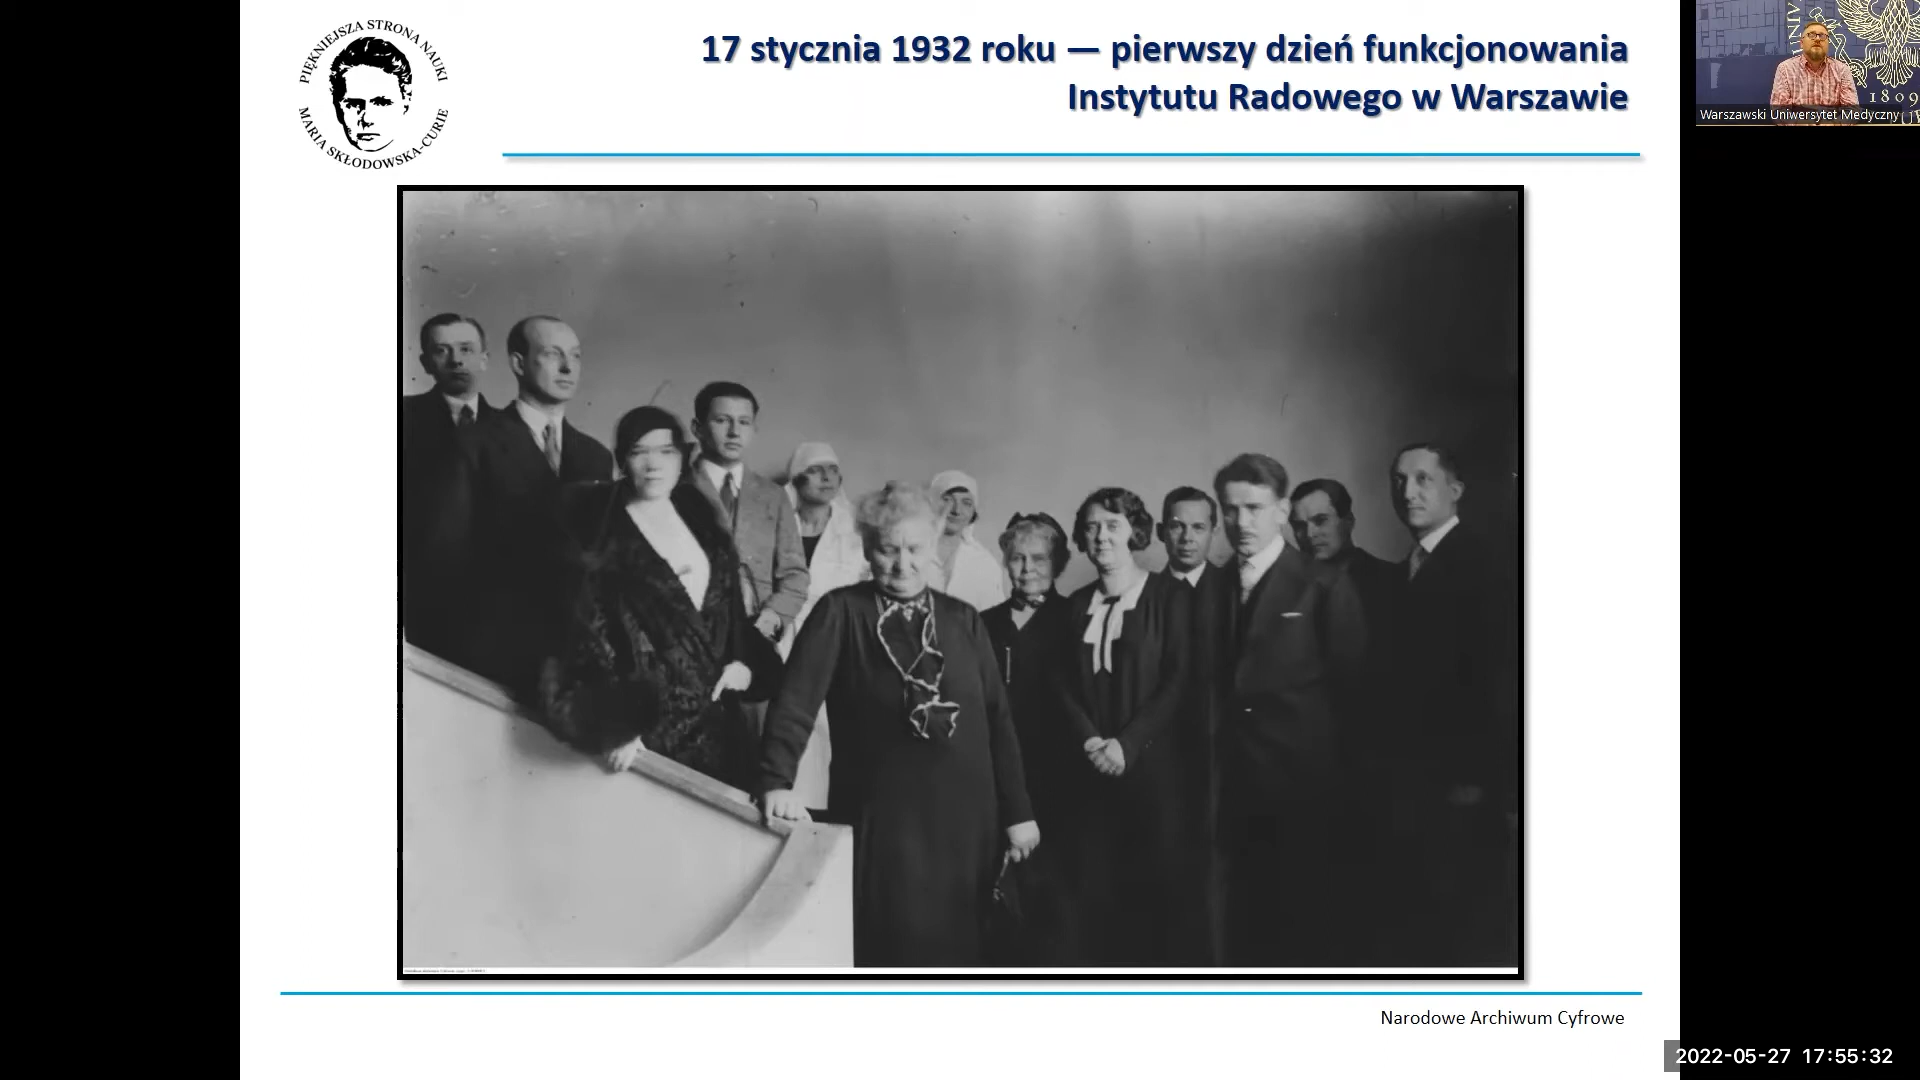 PIĘKNIEJSZA STRONA NAUKI
MARIA SKŁODOWSKA-CURIE
17 stycznia 1932 roku — pierwszy dzień funkcjonowania
Instytutu Radowego w Warszawie
1809
Warszawski Uniwersytet Medyczny
Narodowe Archiwum Cyfrowe
2022-05-27 17:55:32